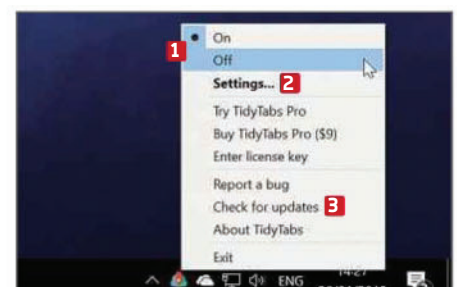 1
On
Off
Settings... 2
Try TidyTabs Pro
Buy TidyTabs Pro ($9)
Enter license key
Report a bug
Check for updates 3
About TidyTabs
Exit
ENG
14:27